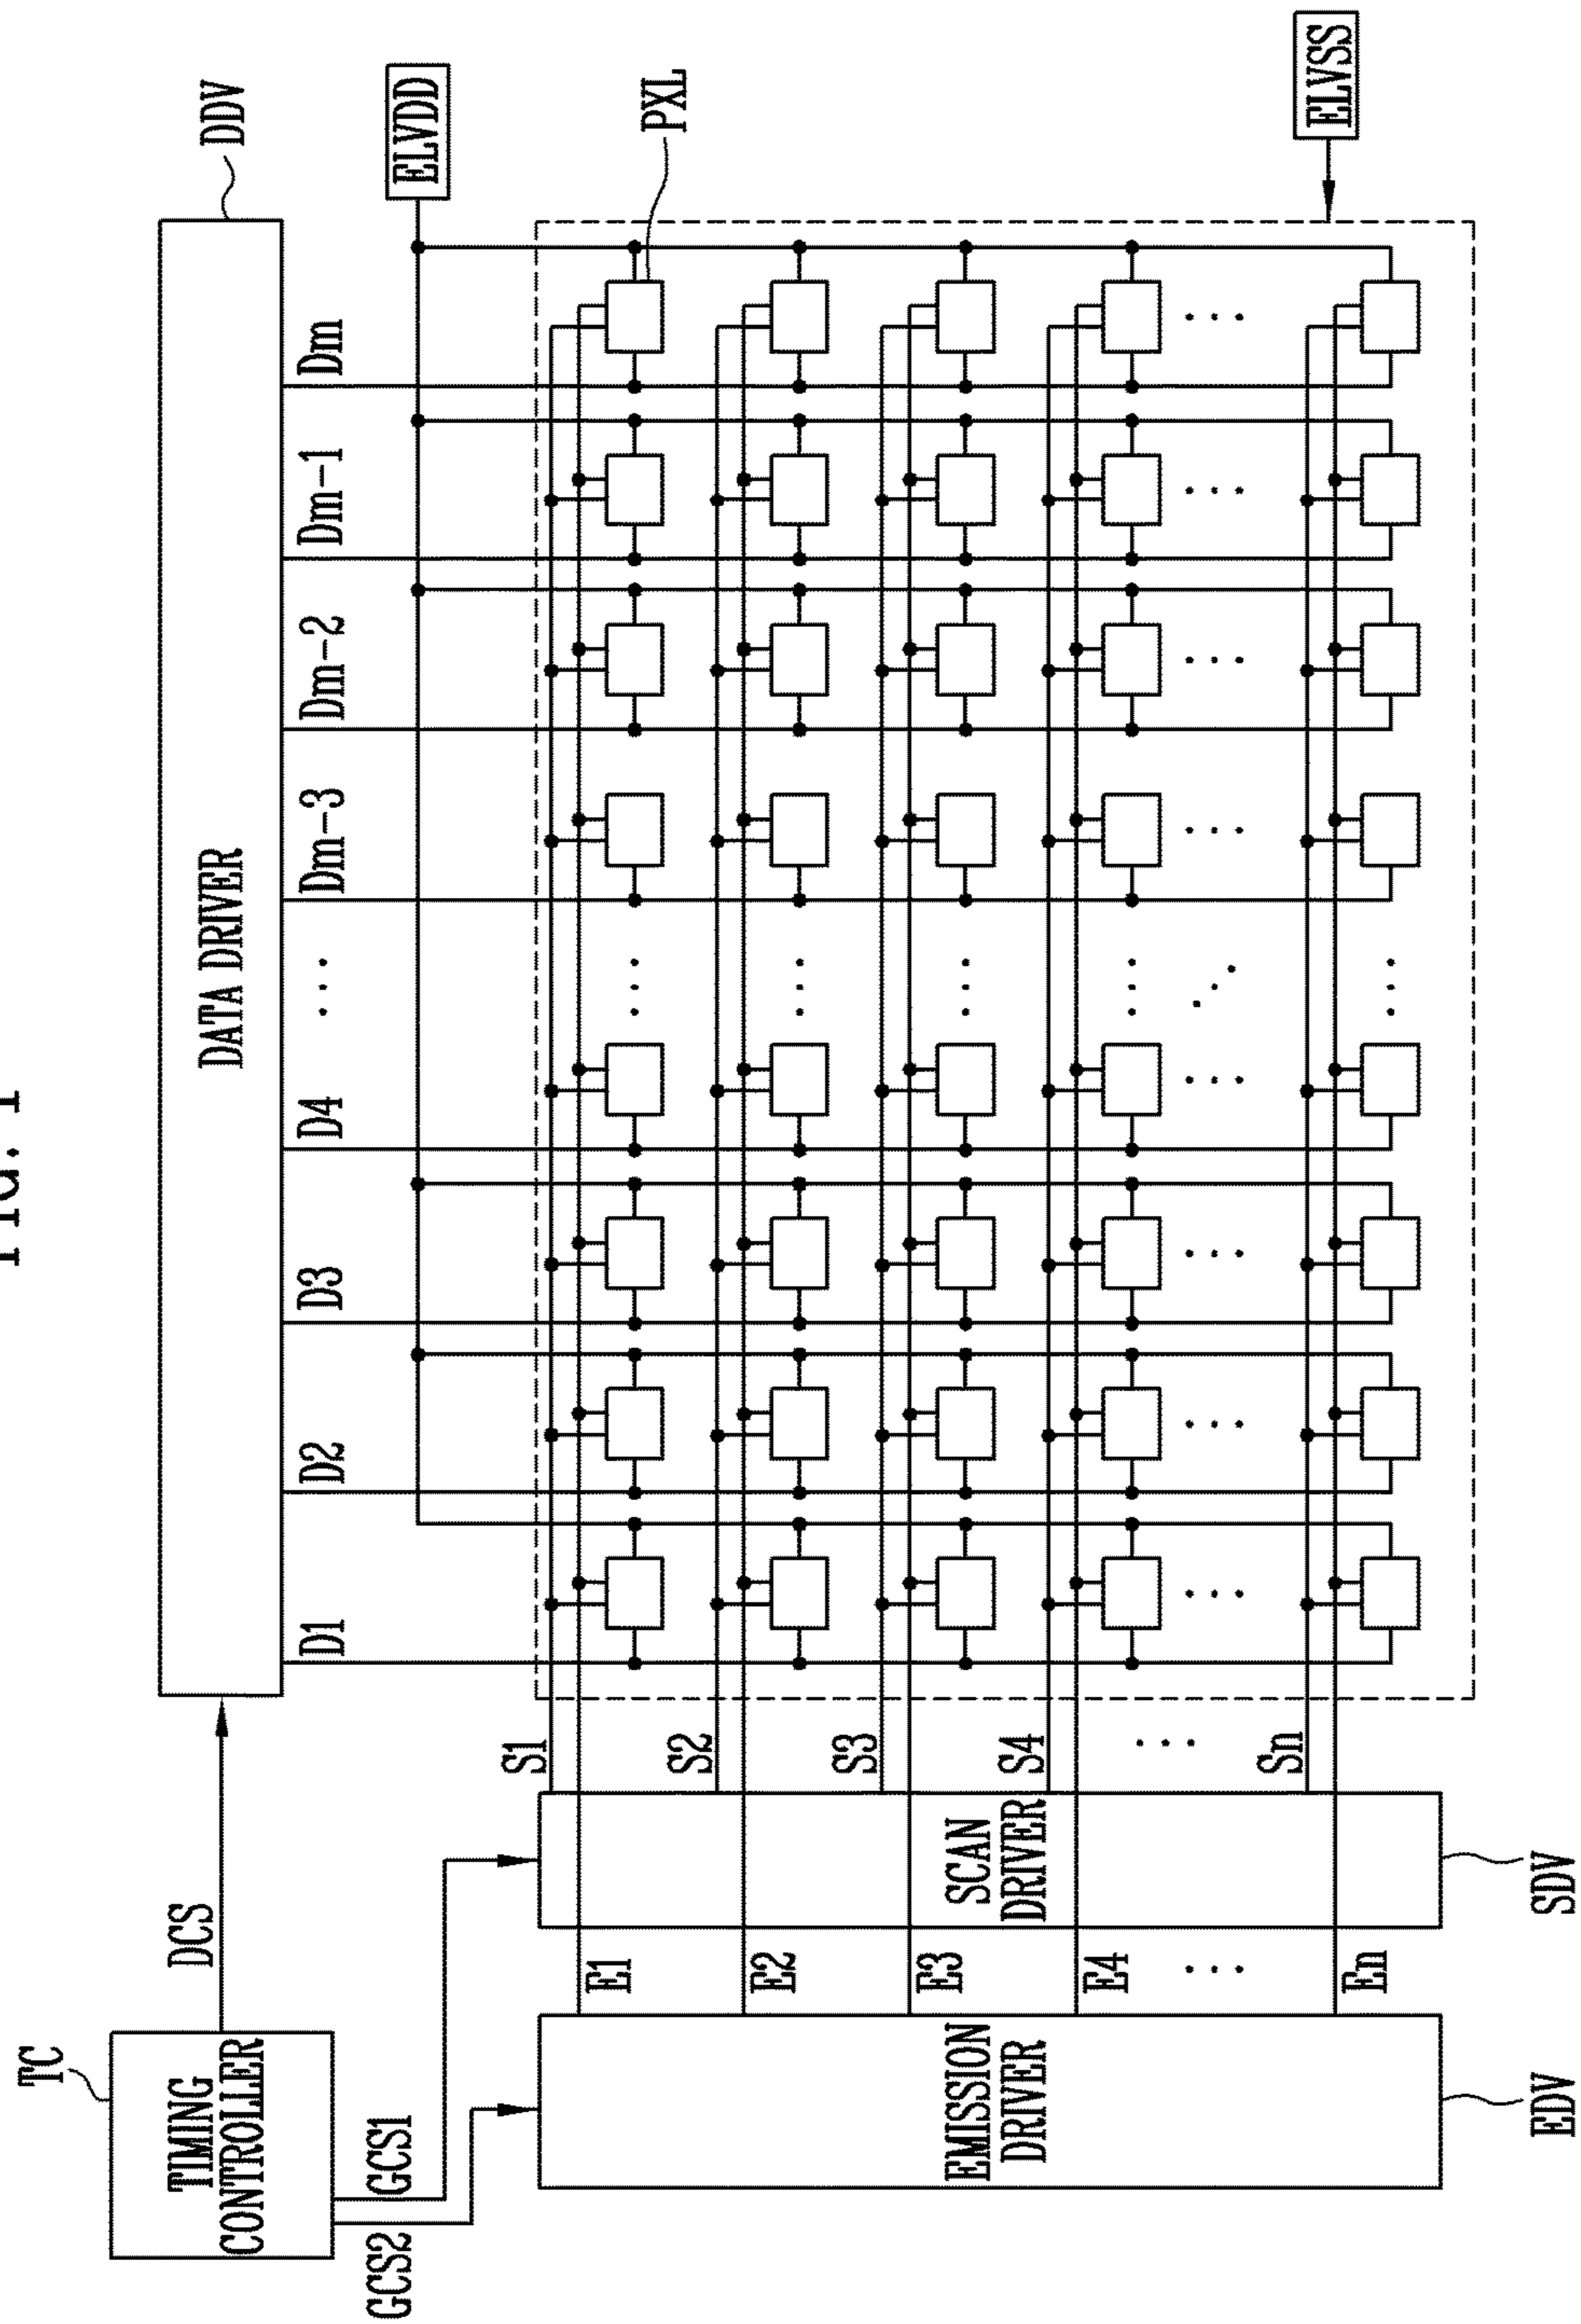 FIG. 1
TC
TIMING
CONTROLLER
DCS
DATA DRIVER
DDV
GCS2
GCS1
D1
D2
D3
D4
...
Dm-3
Dm-2
Dm-1
Dm
ELVDD
PXL
EMISSION
DRIVER
SCAN
DRIVER
E1
S1
E2
S2
E3
S3
E4
S4
...
...
En
Sn
ELVSS
EDV
SDV